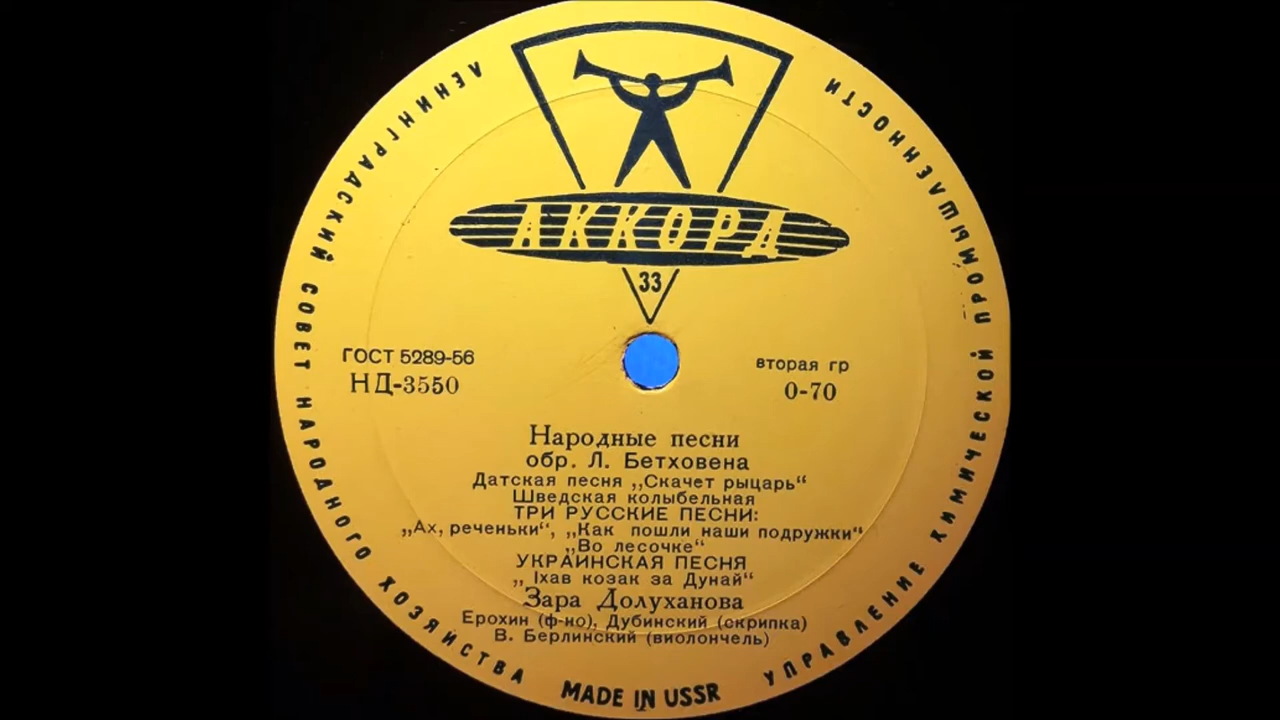 ЛЕНИНГРАДСКИЙ СОВЕТ НАРОДНОГО ХОЗЯЙСТВА
УПРАВЛЕНИЕ ХИМИЧЕСКОЙ ПРОМЫШЛЕННОСТИ
АККОРД
33
ГОСТ 5289-56
НД-3550
вторая гр
0-70
Народные песни
обр. Л. Бетховена
Датская песня „Скачет рыцарь“
Шведская колыбельная
ТРИ РУССКИЕ ПЕСНИ:
„Ах, реченьки“, „Как пошли наши подружки“
„Во лесочке“
УКРАИНСКАЯ ПЕСНЯ
„Iхав козак за Дунай“
Зара Долуханова
Ерохин (ф-но), Дубинский (скрипка)
В. Берлинский (виолончель)
MADE IN USSR